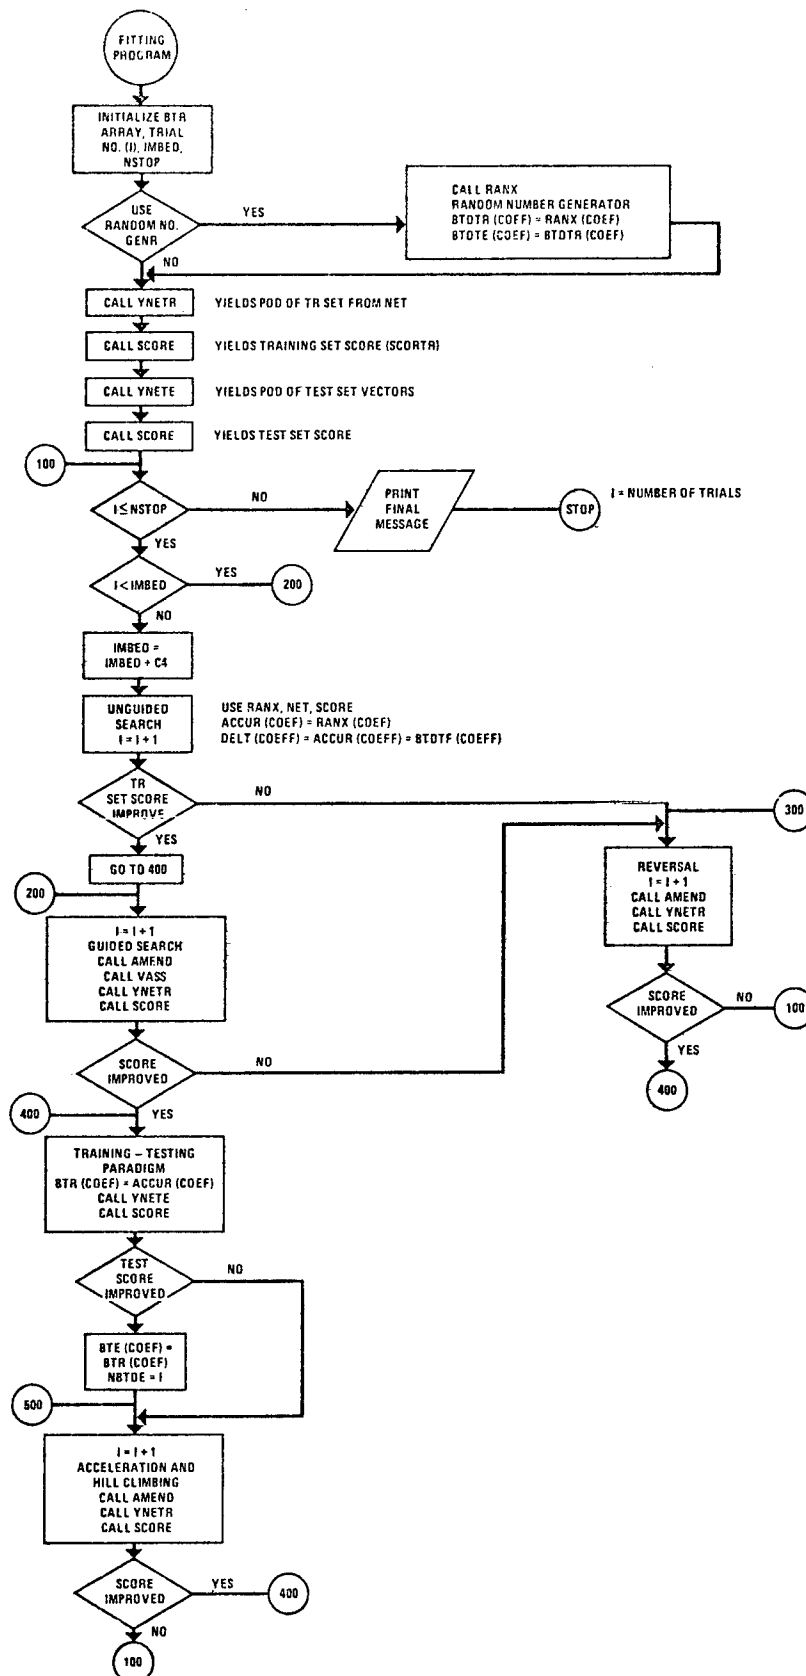 FITTING
PROGRAM
INITIALIZE BTR
ARRAY, TRIAL
NO. (I), IMBED,
NSTOP
USE
RANDOM NO.
GENR
YES
CALL RANX
RANDOM NUMBER GENERATOR
BTDTR (COFF) = RANX (COEF)
BTDTE (COEF) = BTDTR (COEF)
NO
CALL YNETR
YIELDS POD OF TR SET FROM NET
CALL SCORE
YIELDS TRAINING SET SCORE (SCORTR)
CALL YNETE
YIELDS POD OF TEST SET VECTORS
CALL SCORE
YIELDS TEST SET SCORE
100
I ≤ NSTOP
NO
PRINT
FINAL
MESSAGE
STOP
I = NUMBER OF TRIALS
YES
I < IMBED
YES
200
NO
IMBED =
IMBED + C4
UNGUIDED
SEARCH
I = I + 1
USE RANX, NET, SCORE
ACCUR (COEF) = RANX (COEF)
DELT (COEFF) = ACCUR (COEFF) = BTDTF (COEFF)
TR
SET SCORE
IMPROVE
NO
300
YES
GO TO 400
REVERSAL
I = I + 1
CALL AMEND
CALL YNETR
CALL SCORE
200
I = I + 1
GUIDED SEARCH
CALL AMEND
CALL VASS
CALL YNETR
CALL SCORE
SCORE
IMPROVED
NO
100
YES
400
SCORE
IMPROVED
NO
400
YES
TRAINING – TESTING
PARADIGM
BTR (COEF) = ACCUR (COEF)
CALL YNETE
CALL SCORE
TEST
SCORE
IMPROVED
NO
BTE (COEF) =
BTR (COEF)
NBTDE = I
500
I = I + 1
ACCELERATION AND
HILL CLIMBING
CALL AMEND
CALL YNETR
CALL SCORE
SCORE
IMPROVED
YES
400
NO
100